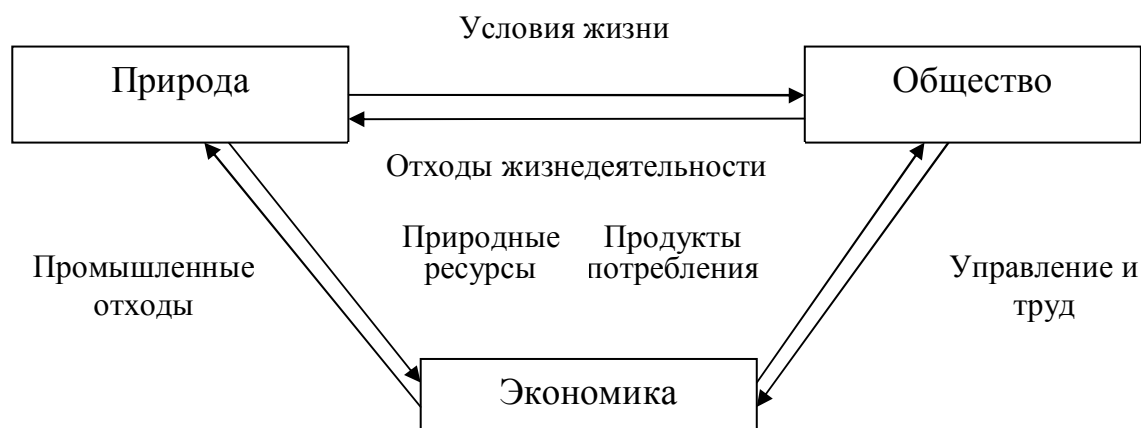 Условия жизни
Природа
Общество
Отходы жизнедеятельности
Природные
ресурсы
Продукты
потребления
Промышленные
отходы
Управление и
труд
Экономика